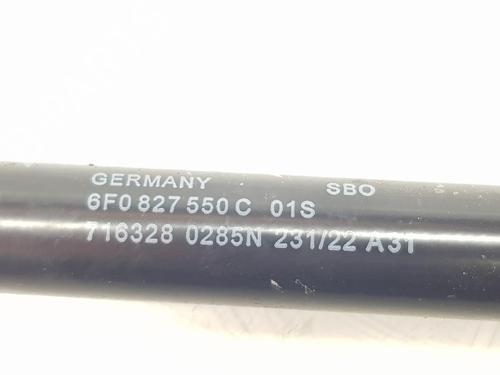 GERMANY SBO
6F0 827 550 C 01S
716328 0285N 231/22 A31